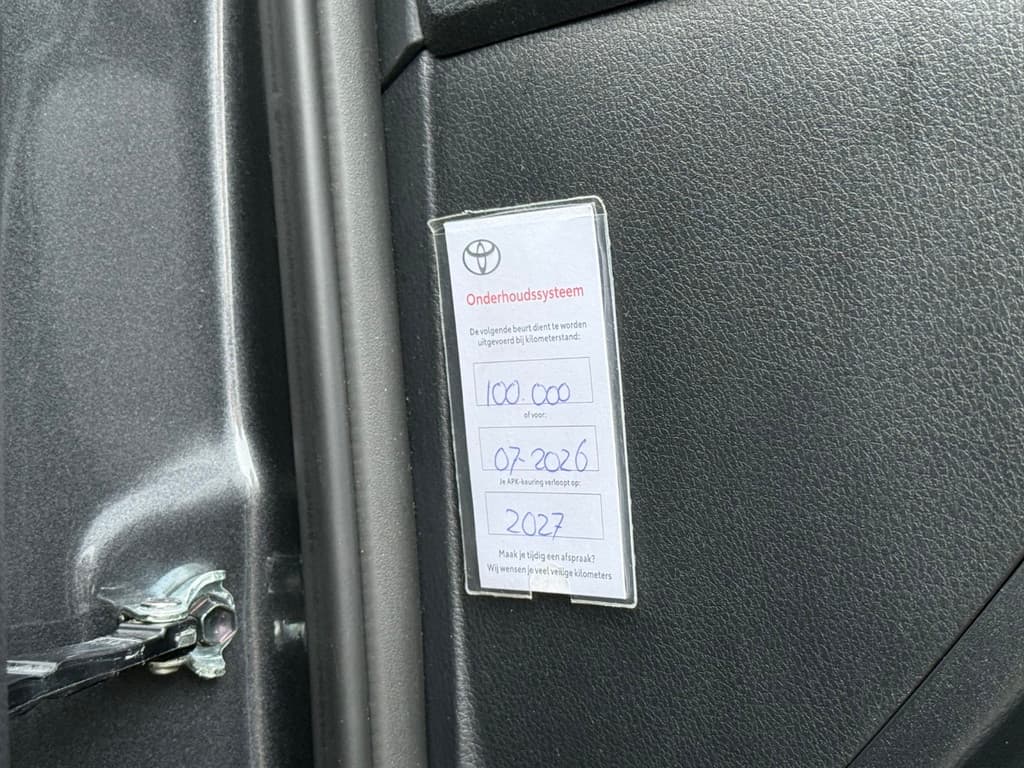 Onderhoudssysteem
De volgende beurt dient te worden
uitgevoerd bij kilometerstand:
100.000
of voor:
07-2026
Je APK-keuring verloopt op:
2027
Maak je tijdig een afspraak?
Wij wensen je veel veilige kilometers